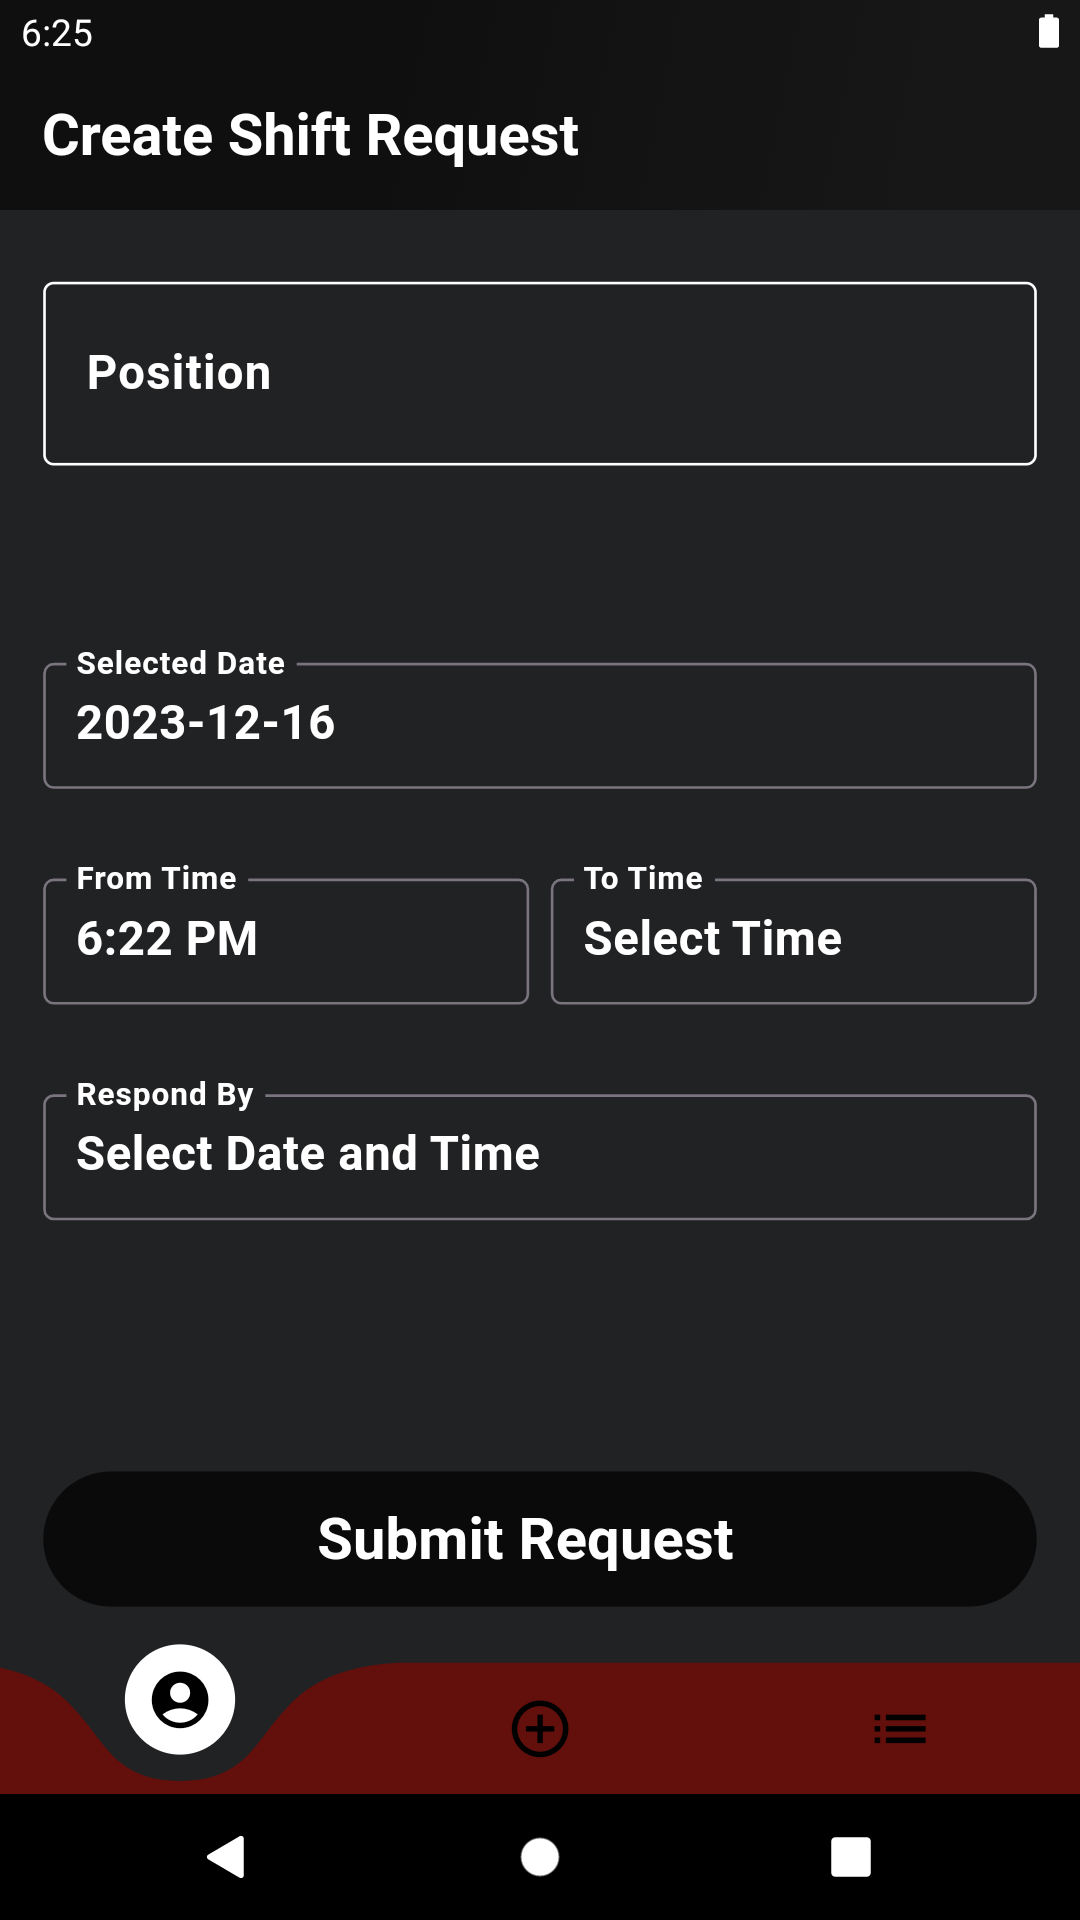 6:25
Create Shift Request
Position
Selected Date
2023-12-16
From Time
To Time
6:22 PM
Select Time
Respond By
Select Date and Time
Submit Request